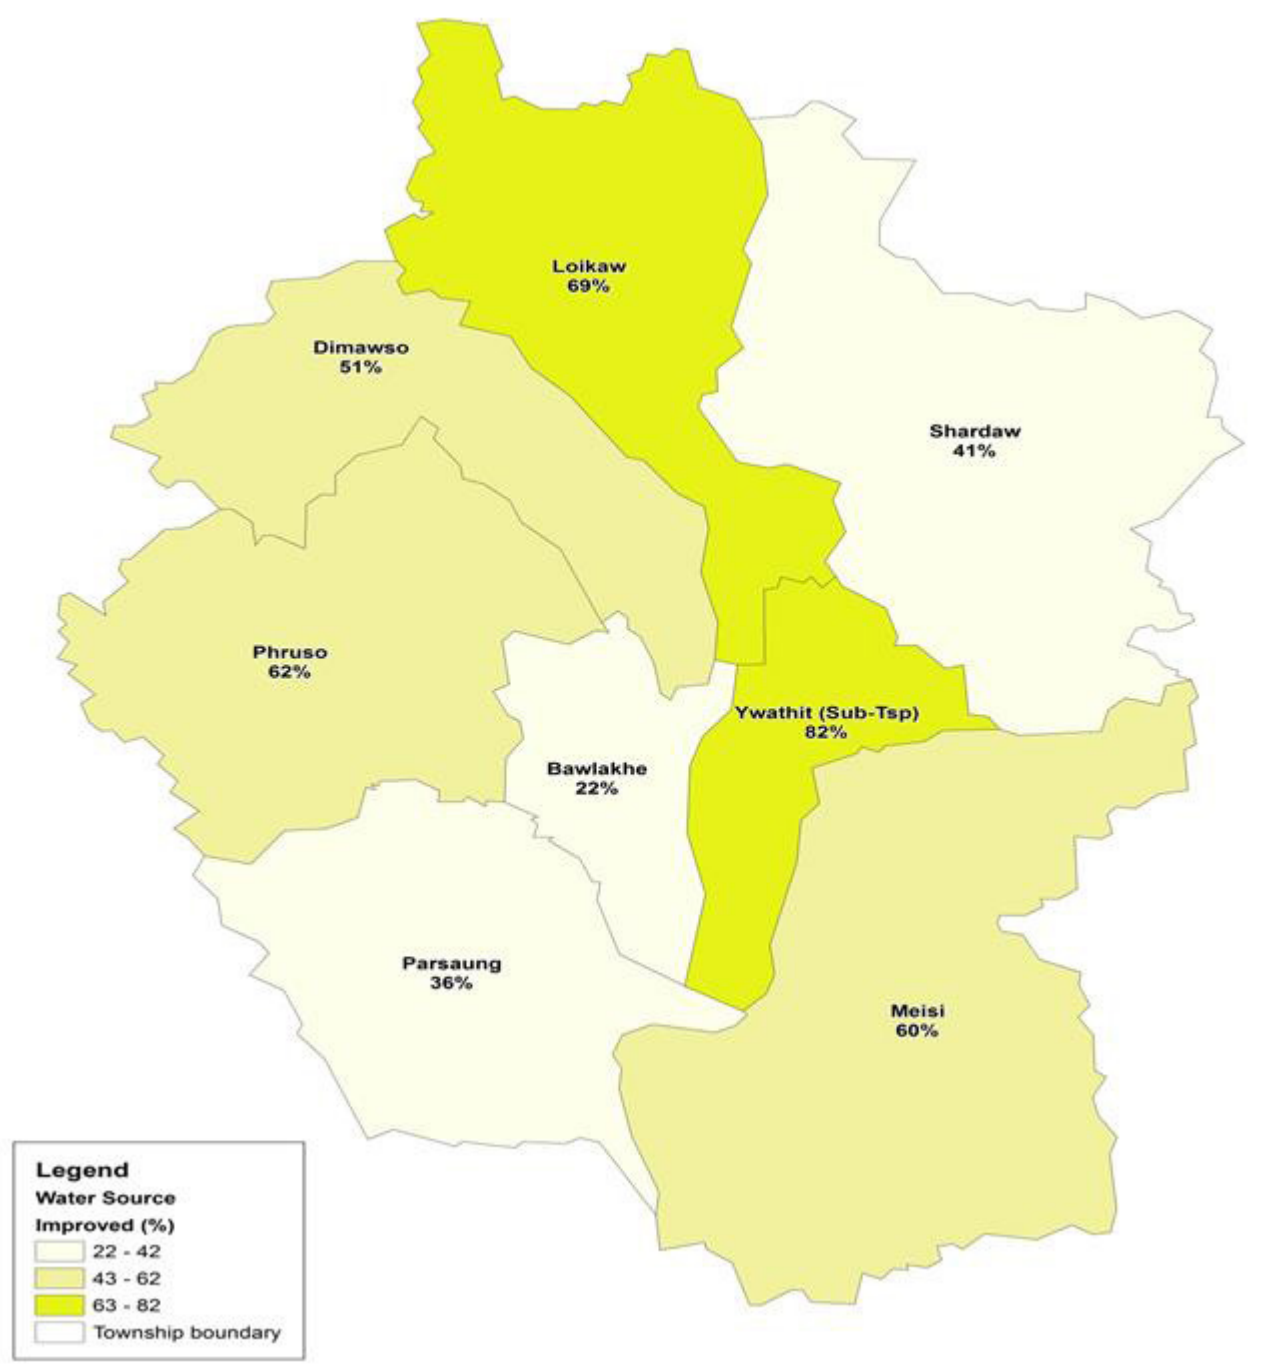 Loikaw
69%
Dimawso
51%
Shardaw
41%
Phruso
62%
Ywathit (Sub-Tsp)
82%
Bawlakhe
22%
Parsaung
36%
Meisi
60%
Legend
Water Source
Improved (%)
22 - 42
43 - 62
63 - 82
Township boundary